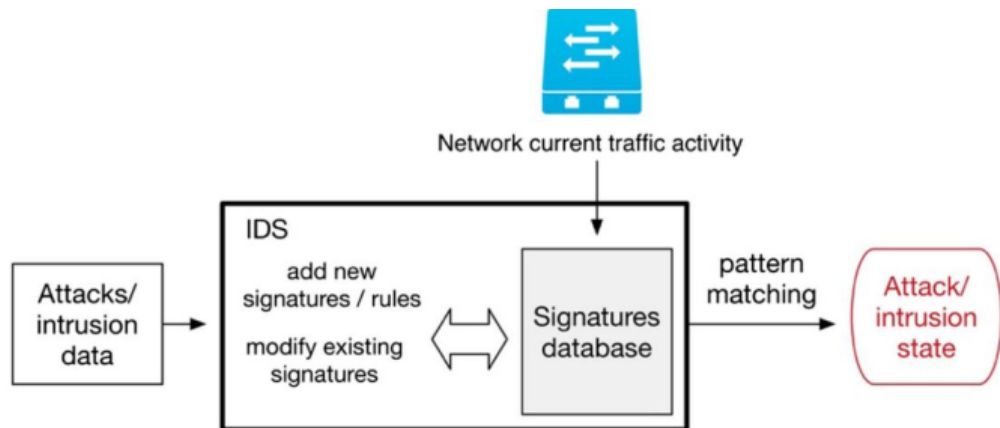 Network current traffic activity
IDS
add new
signatures / rules
modify existing
signatures
Attacks/
intrusion
data
Signatures
database
pattern
matching
Attack/
intrusion
state